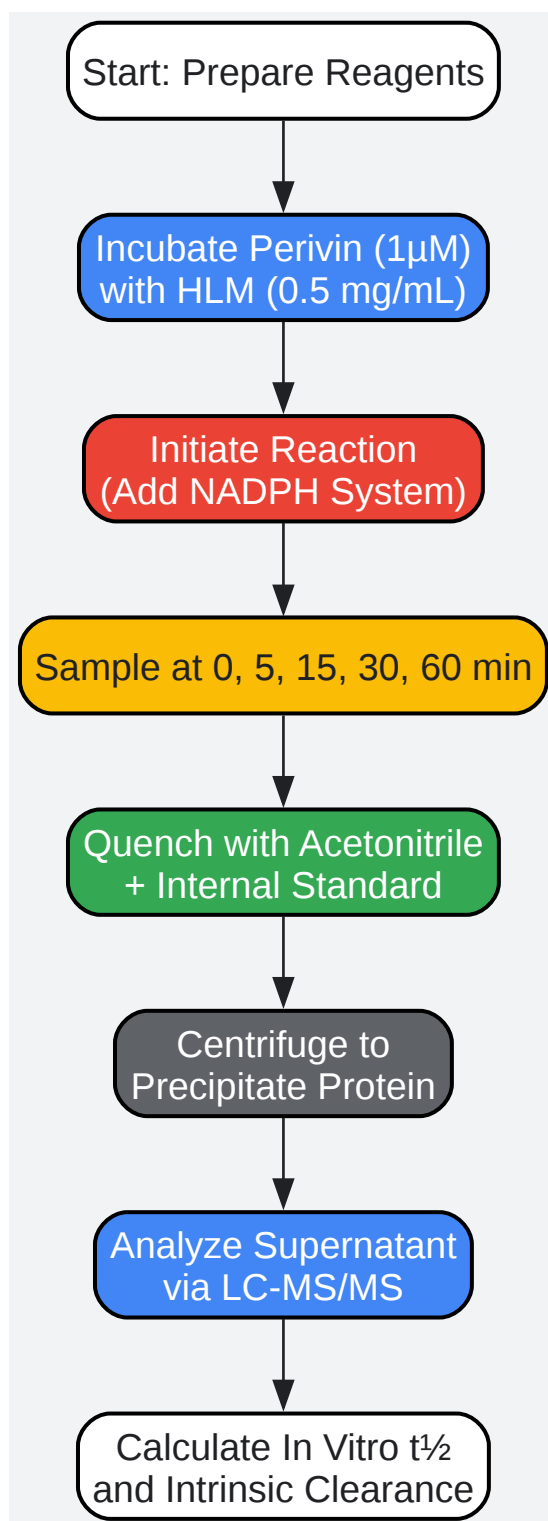 Start: Prepare Reagents
Incubate Perivin (1µM)
with HLM (0.5 mg/mL)
Initiate Reaction
(Add NADPH System)
Sample at 0, 5, 15, 30, 60 min
Quench with Acetonitrile
+ Internal Standard
Centrifuge to
Precipitate Protein
Analyze Supernatant
via LC-MS/MS
Calculate In Vitro t½
and Intrinsic Clearance